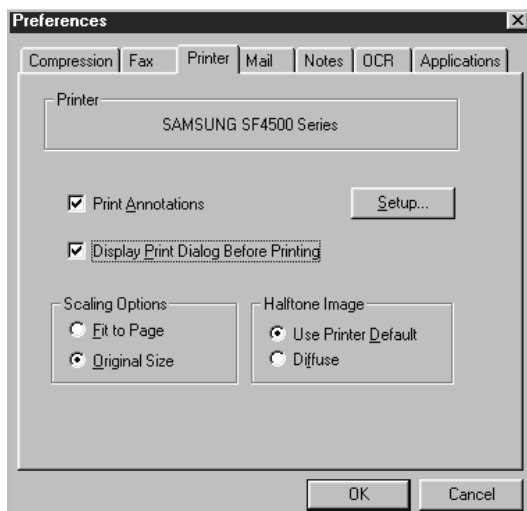 Preferences
Compression Fax Printer Mail Notes OCR Applications
Printer
SAMSUNG SF4500 Series
Print Annotations
Setup...
Display Print Dialog Before Printing
Scaling Options
Fit to Page
Original Size
Halftone Image
Use Printer Default
Diffuse
OK Cancel